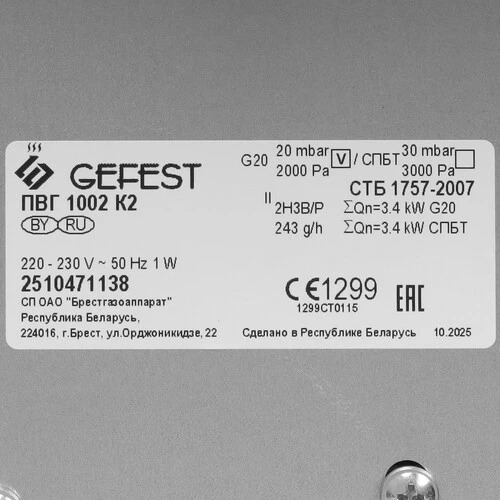 GEFEST
G20 20 mbar 2000 Pa V / СПБТ 30 mbar 3000 Pa
ПВГ 1002 К2
BY RU
СТБ 1757-2007
II 2H3B/P ΣQn=3.4 kW G20
243 g/h ΣQn=3.4 kW СПБТ
220 - 230 V ~ 50 Hz 1 W
2510471138
СП ОАО "Брестгазоаппарат"
Республика Беларусь,
224016, г.Брест, ул.Орджоникидзе, 22
CE1299 EAC
1299CT0115
Сделано в Республике Беларусь 10.2025